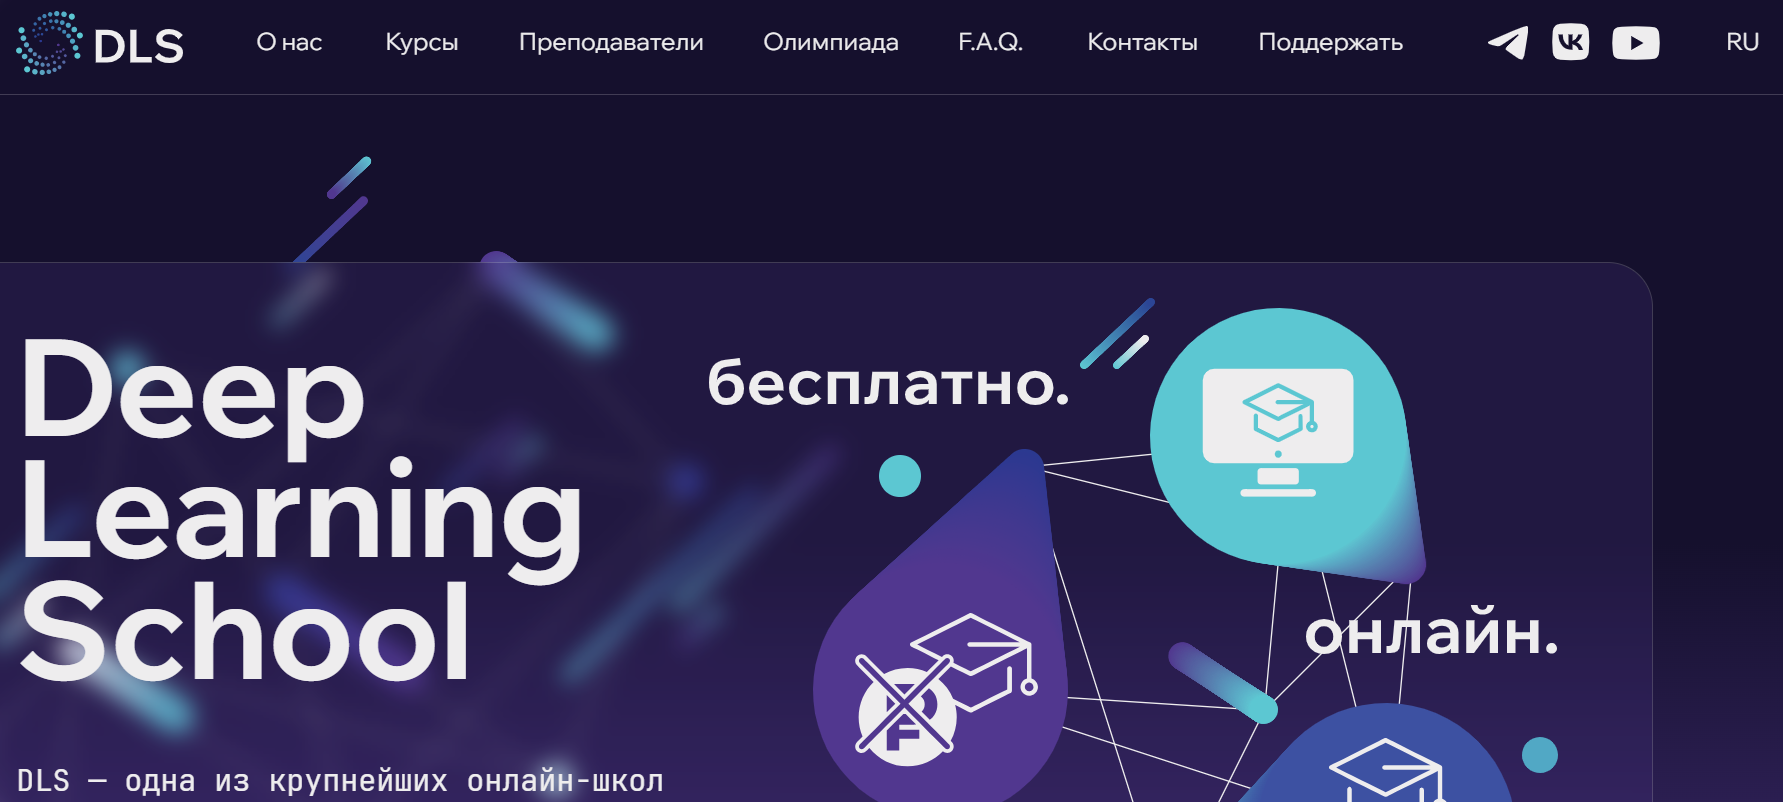 DLS
О нас
Курсы
Преподаватели
Олимпиада
F.A.Q.
Контакты
Поддержать
RU
Deep
Learning
School
бесплатно.
онлайн.
DLS — одна из крупнейших онлайн-школ